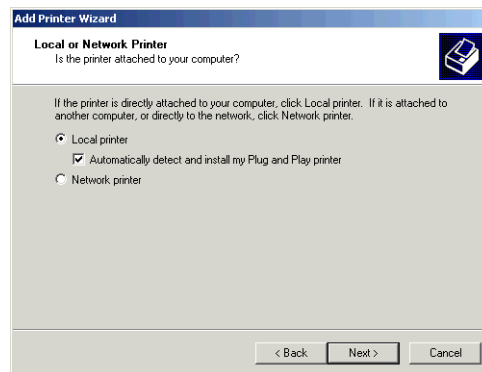 Add Printer Wizard
Local or Network Printer
Is the printer attached to your computer?
If the printer is directly attached to your computer, click Local printer. If it is attached to
another computer, or directly to the network, click Network printer.
Local printer
Automatically detect and install my Plug and Play printer
Network printer
< Back
Next >
Cancel